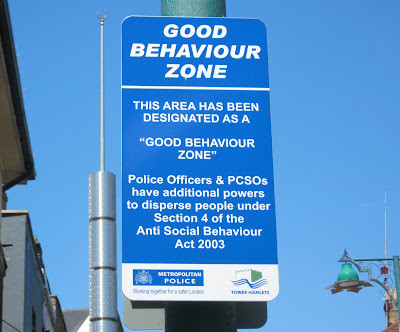 GOOD
BEHAVIOUR
ZONE
THIS AREA HAS BEEN
DESIGNATED AS A
“GOOD BEHAVIOUR
ZONE”
Police Officers & PCSOs
have additional powers
to disperse people under
Section 4 of the
Anti Social Behaviour
Act 2003
METROPOLITAN
POLICE
Working together for a safer London
TOWER HAMLETS